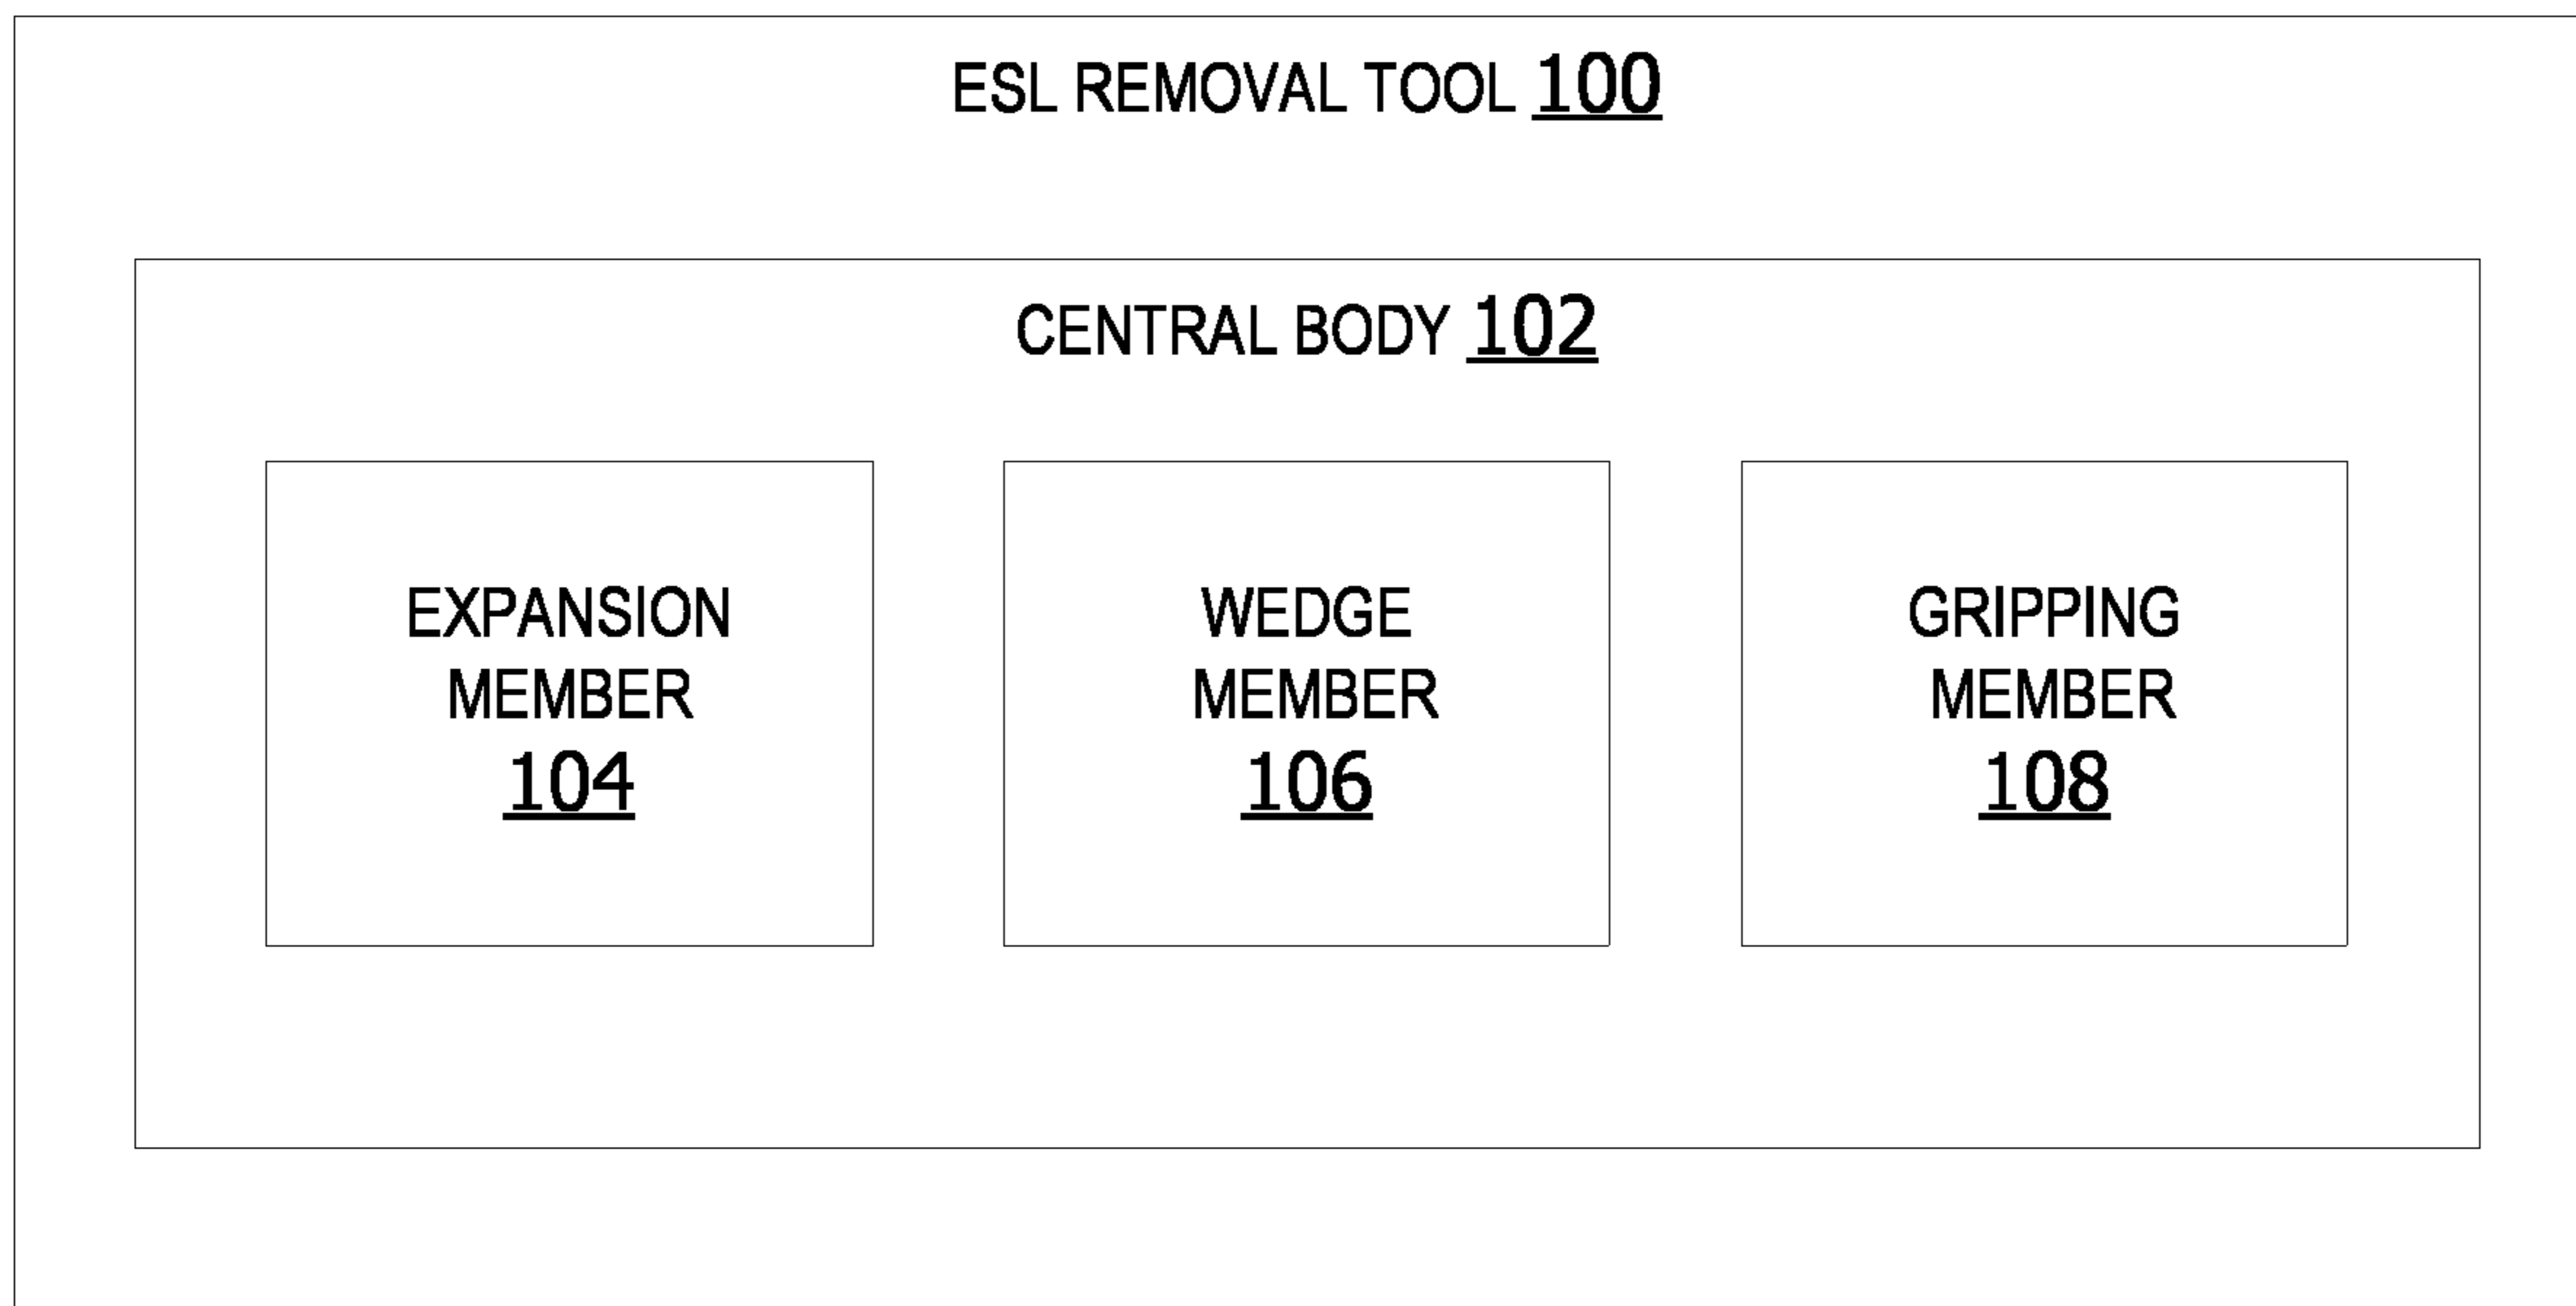 ESL REMOVAL TOOL 100
CENTRAL BODY 102
EXPANSION
MEMBER
104
WEDGE
MEMBER
106
GRIPPING
MEMBER
108